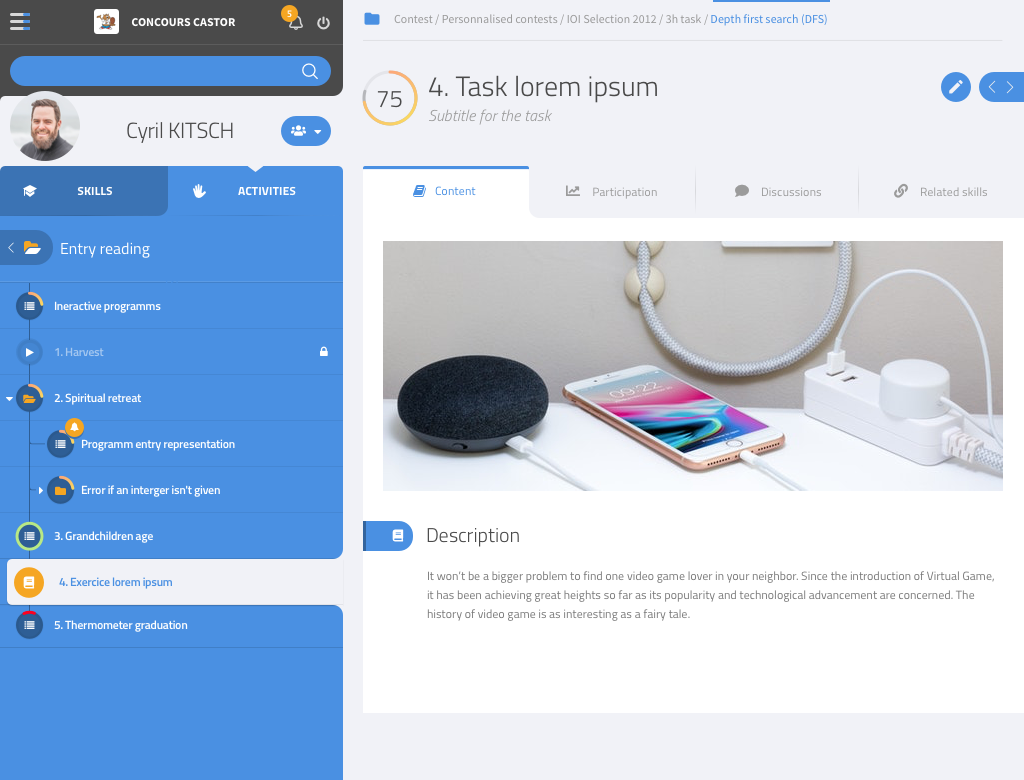 CONCOURS CASTOR
5
Cyril KITSCH
SKILLS
ACTIVITIES
Entry reading
Ineractive programms
1. Harvest
2. Spiritual retreat
Programm entry representation
Error if an interger isn't given
3. Grandchildren age
4. Exercice lorem ipsum
5. Thermometer graduation
Contest / Personnalised contests / IOI Selection 2012 / 3h task / Depth first search (DFS)
75
4. Task lorem ipsum
Subtitle for the task
Content
Participation
Discussions
Related skills
09:22
Description
It won't be a bigger problem to find one video game lover in your neighbor. Since the introduction of Virtual Game,
it has been achieving great heights so far as its popularity and technological advancement are concerned. The
history of video game is as interesting as a fairy tale.